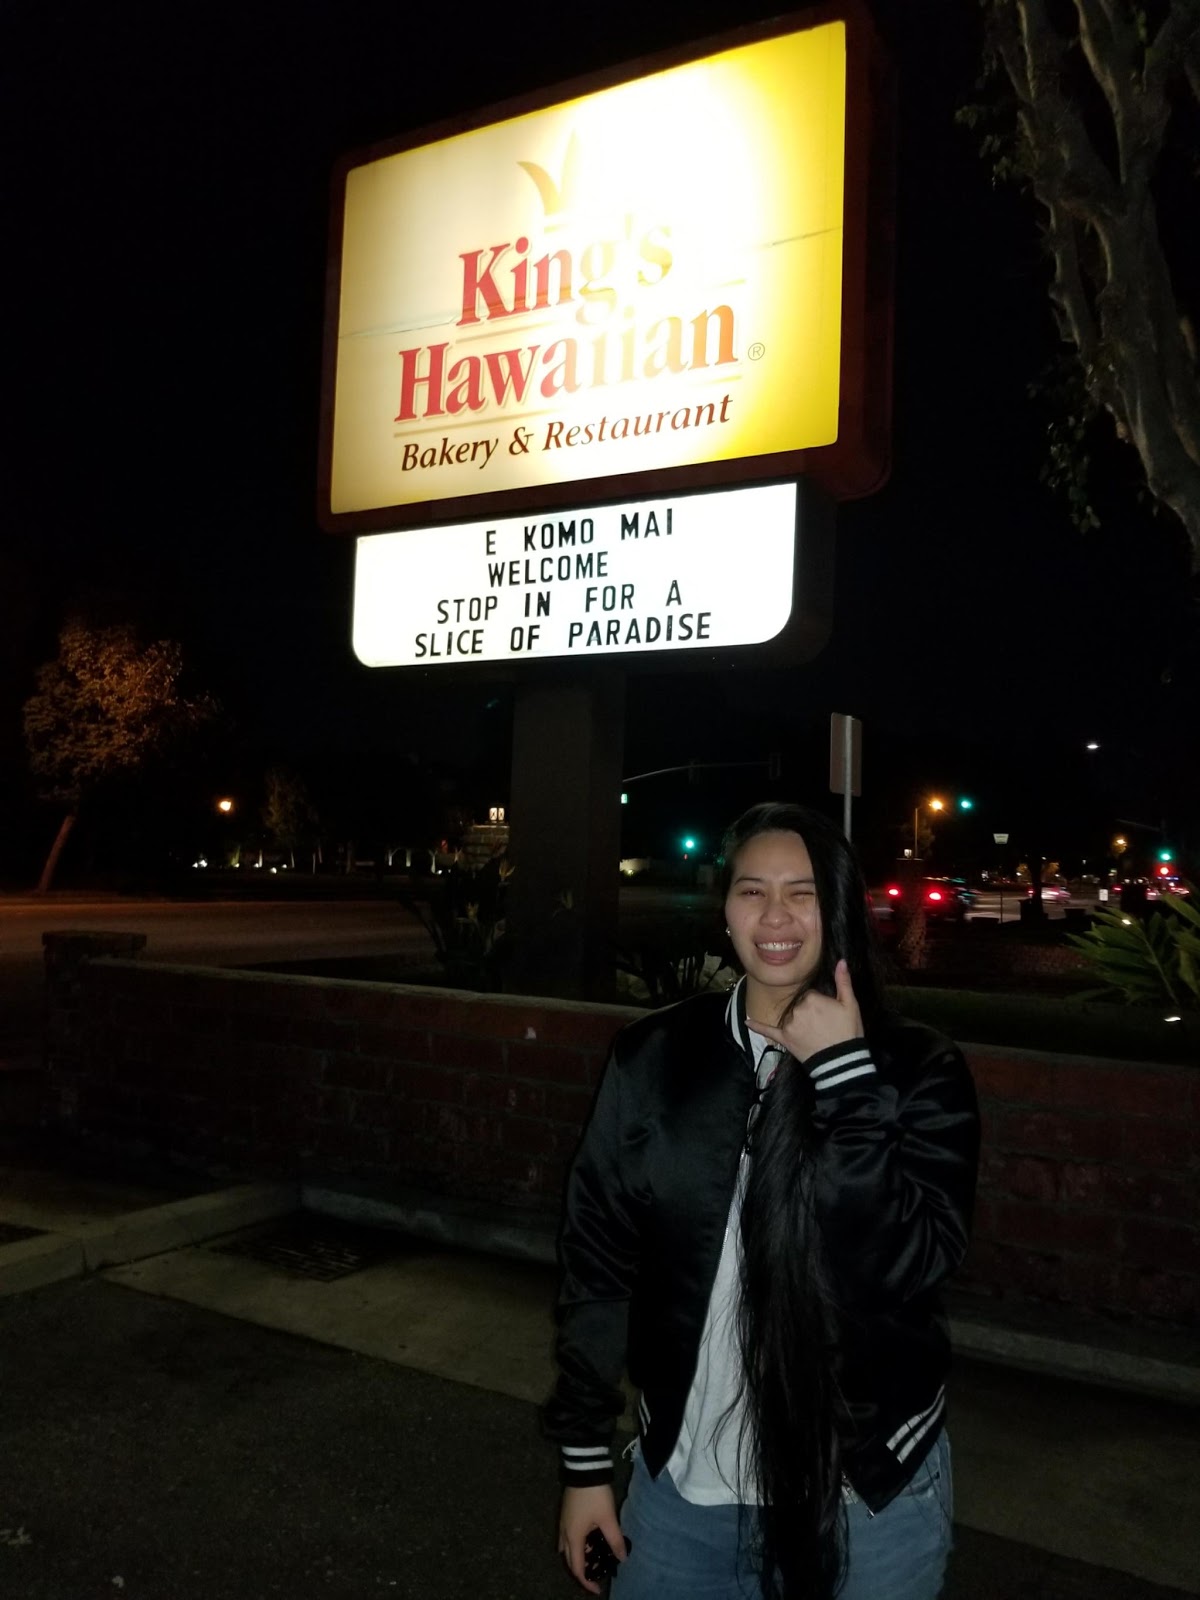 King's
Hawaiian®
Bakery & Restaurant
E KOMO MAI
WELCOME
STOP IN FOR A
SLICE OF PARADISE